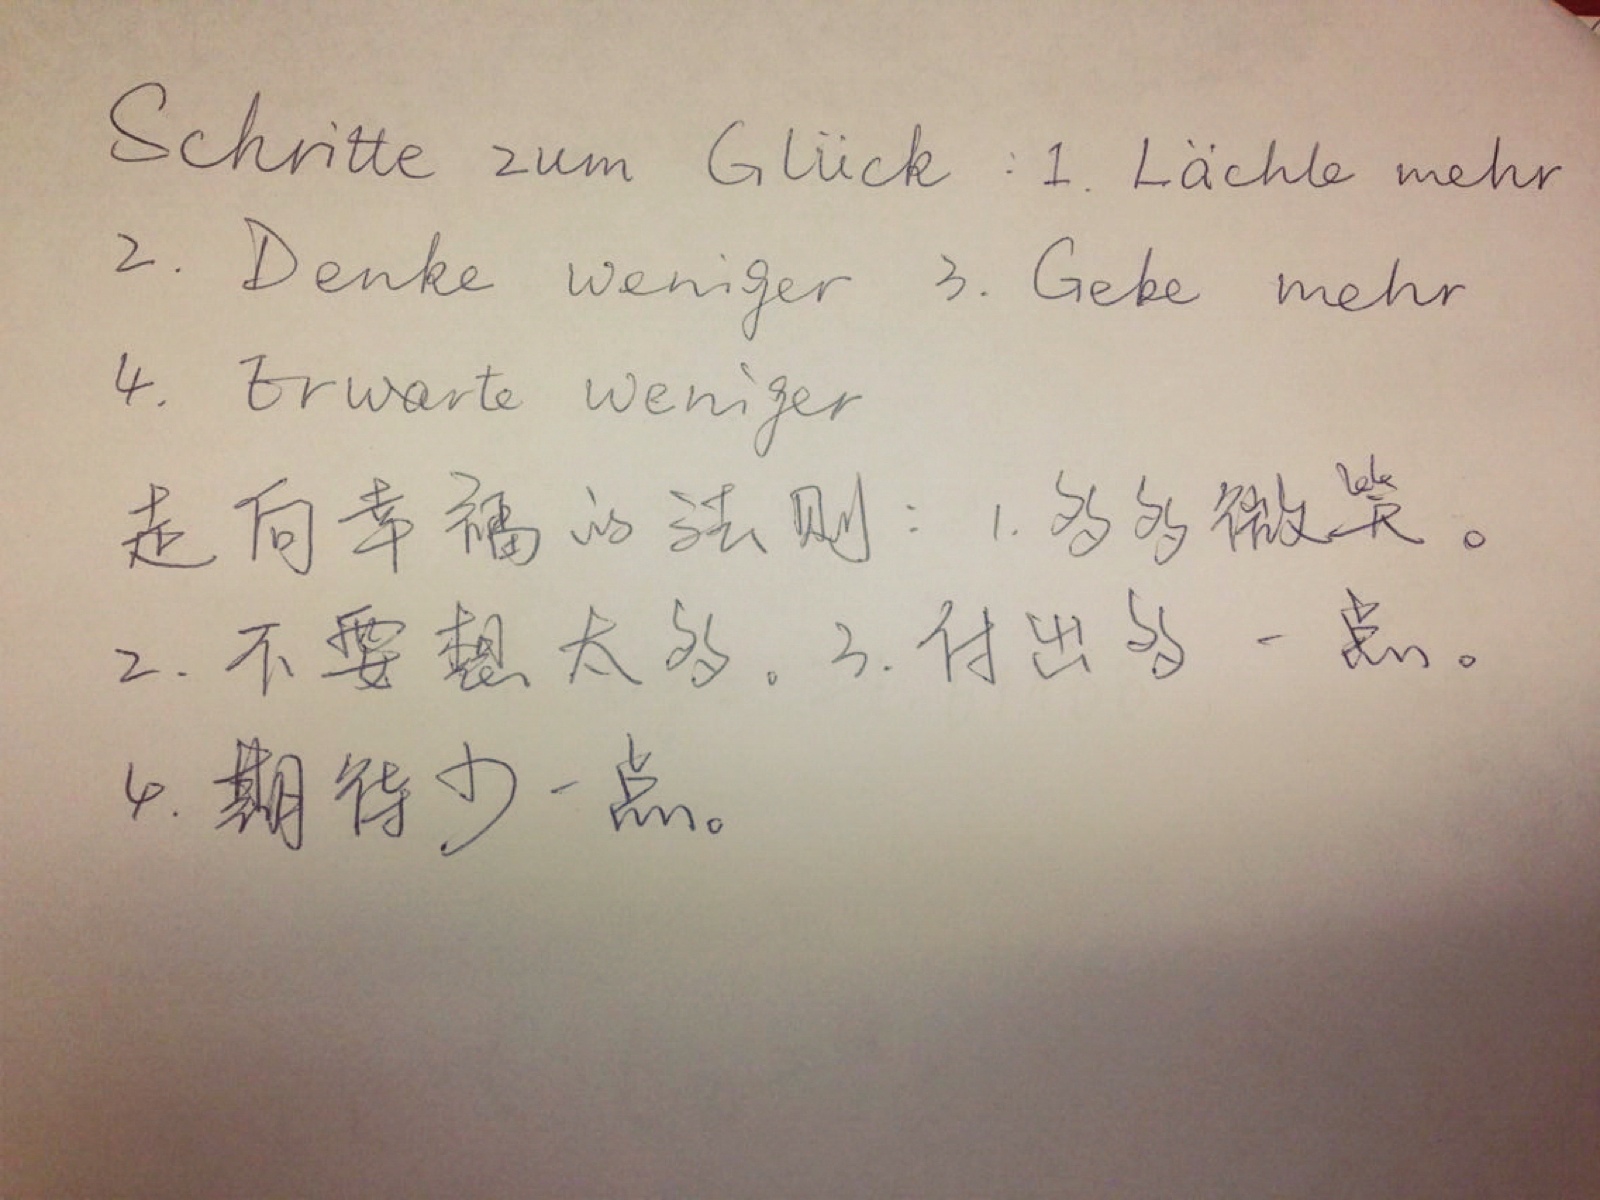 Schritte zum Glück : 1. Lächle mehr
2. Denke weniger 3. Gebe mehr
4. Erwarte weniger
走向幸福的法则：1.多多微笑。
2.不要想太多。3.付出多一点。
4.期待少一点。